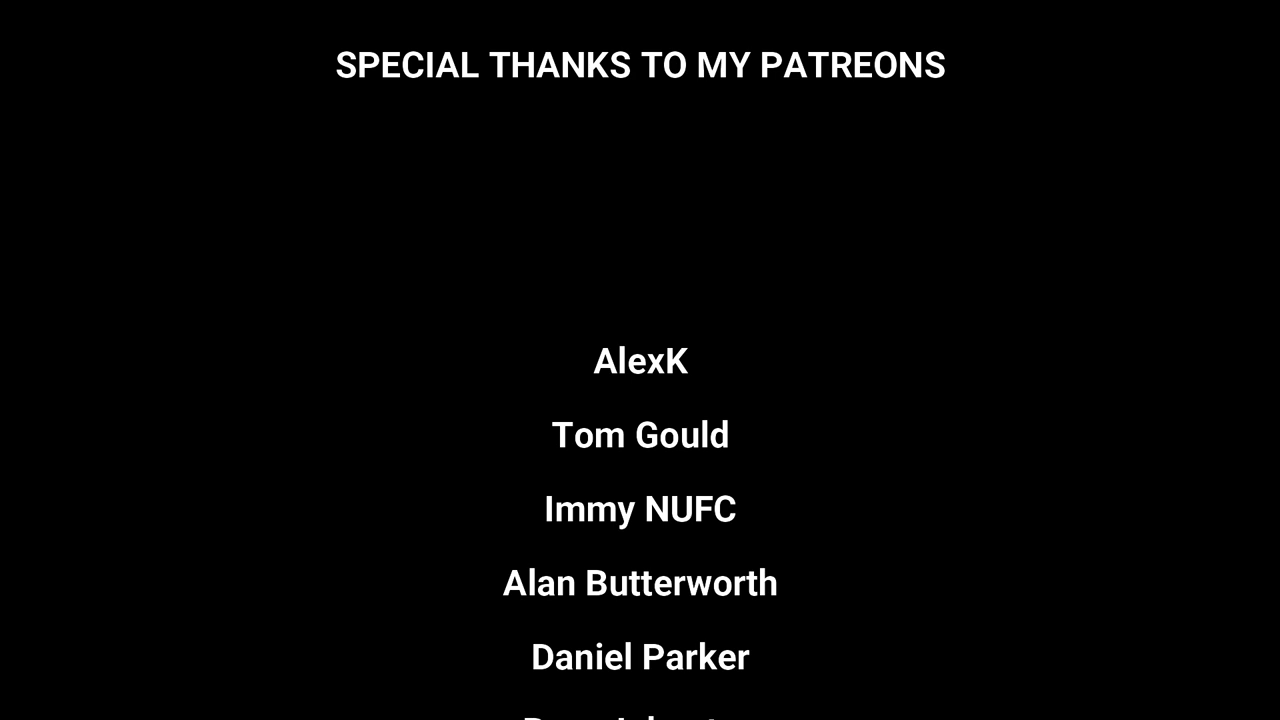 SPECIAL THANKS TO MY PATREONS
AlexK
Tom Gould
Immy NUFC
Alan Butterworth
Daniel Parker